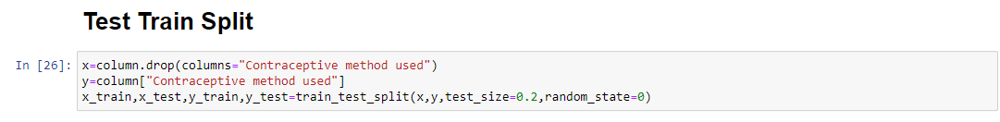 Test Train Split
In [26]: x=column.drop(columns="Contraceptive method used")
y=column["Contraceptive method used"]
x_train,x_test,y_train,y_test=train_test_split(x,y,test_size=0.2,random_state=0)